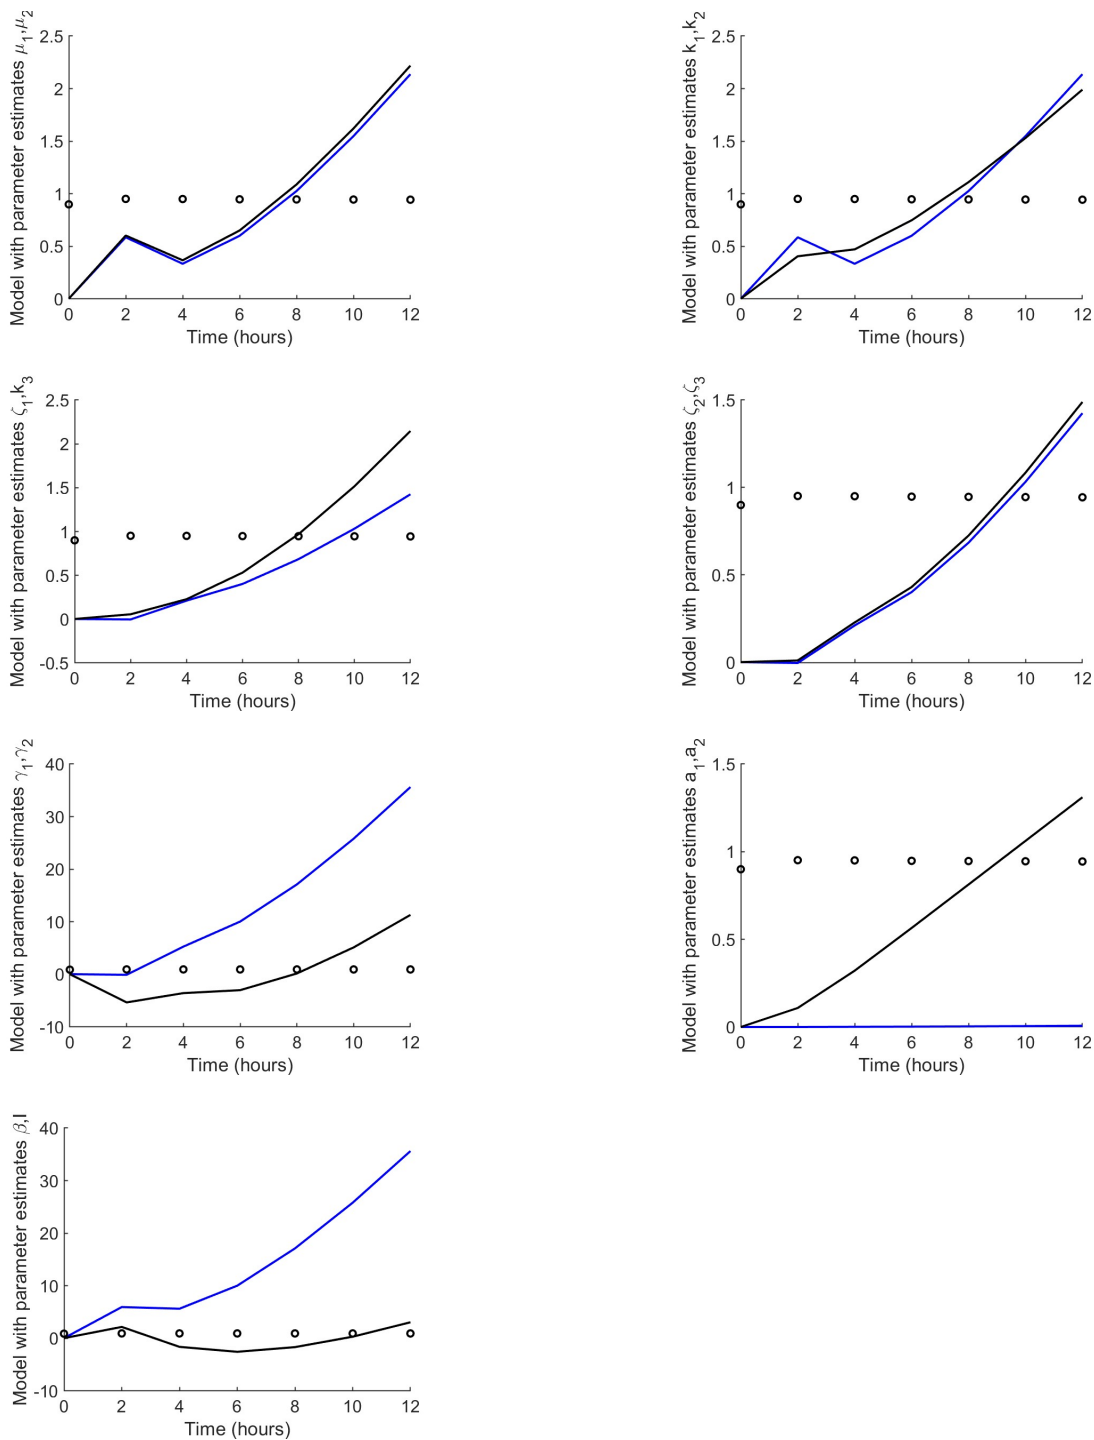 Model with parameter estimates μ₁,μ₂
2.5
2
1.5
1
0.5
0
0 2 4 6 8 10 12
Time (hours)
Model with parameter estimates k₁,k₂
2.5
2
1.5
1
0.5
0
0 2 4 6 8 10 12
Time (hours)
Model with parameter estimates ζ₁,k₃
2.5
2
1.5
1
0.5
0
-0.5
0 2 4 6 8 10 12
Time (hours)
Model with parameter estimates ζ₂,ζ₃
1.5
1
0.5
0
0 2 4 6 8 10 12
Time (hours)
Model with parameter estimates γ₁,γ₂
40
30
20
10
0
-10
0 2 4 6 8 10 12
Time (hours)
Model with parameter estimates a₁,a₂
1.5
1
0.5
0
0 2 4 6 8 10 12
Time (hours)
Model with parameter estimates β,I
40
30
20
10
0
-10
0 2 4 6 8 10 12
Time (hours)